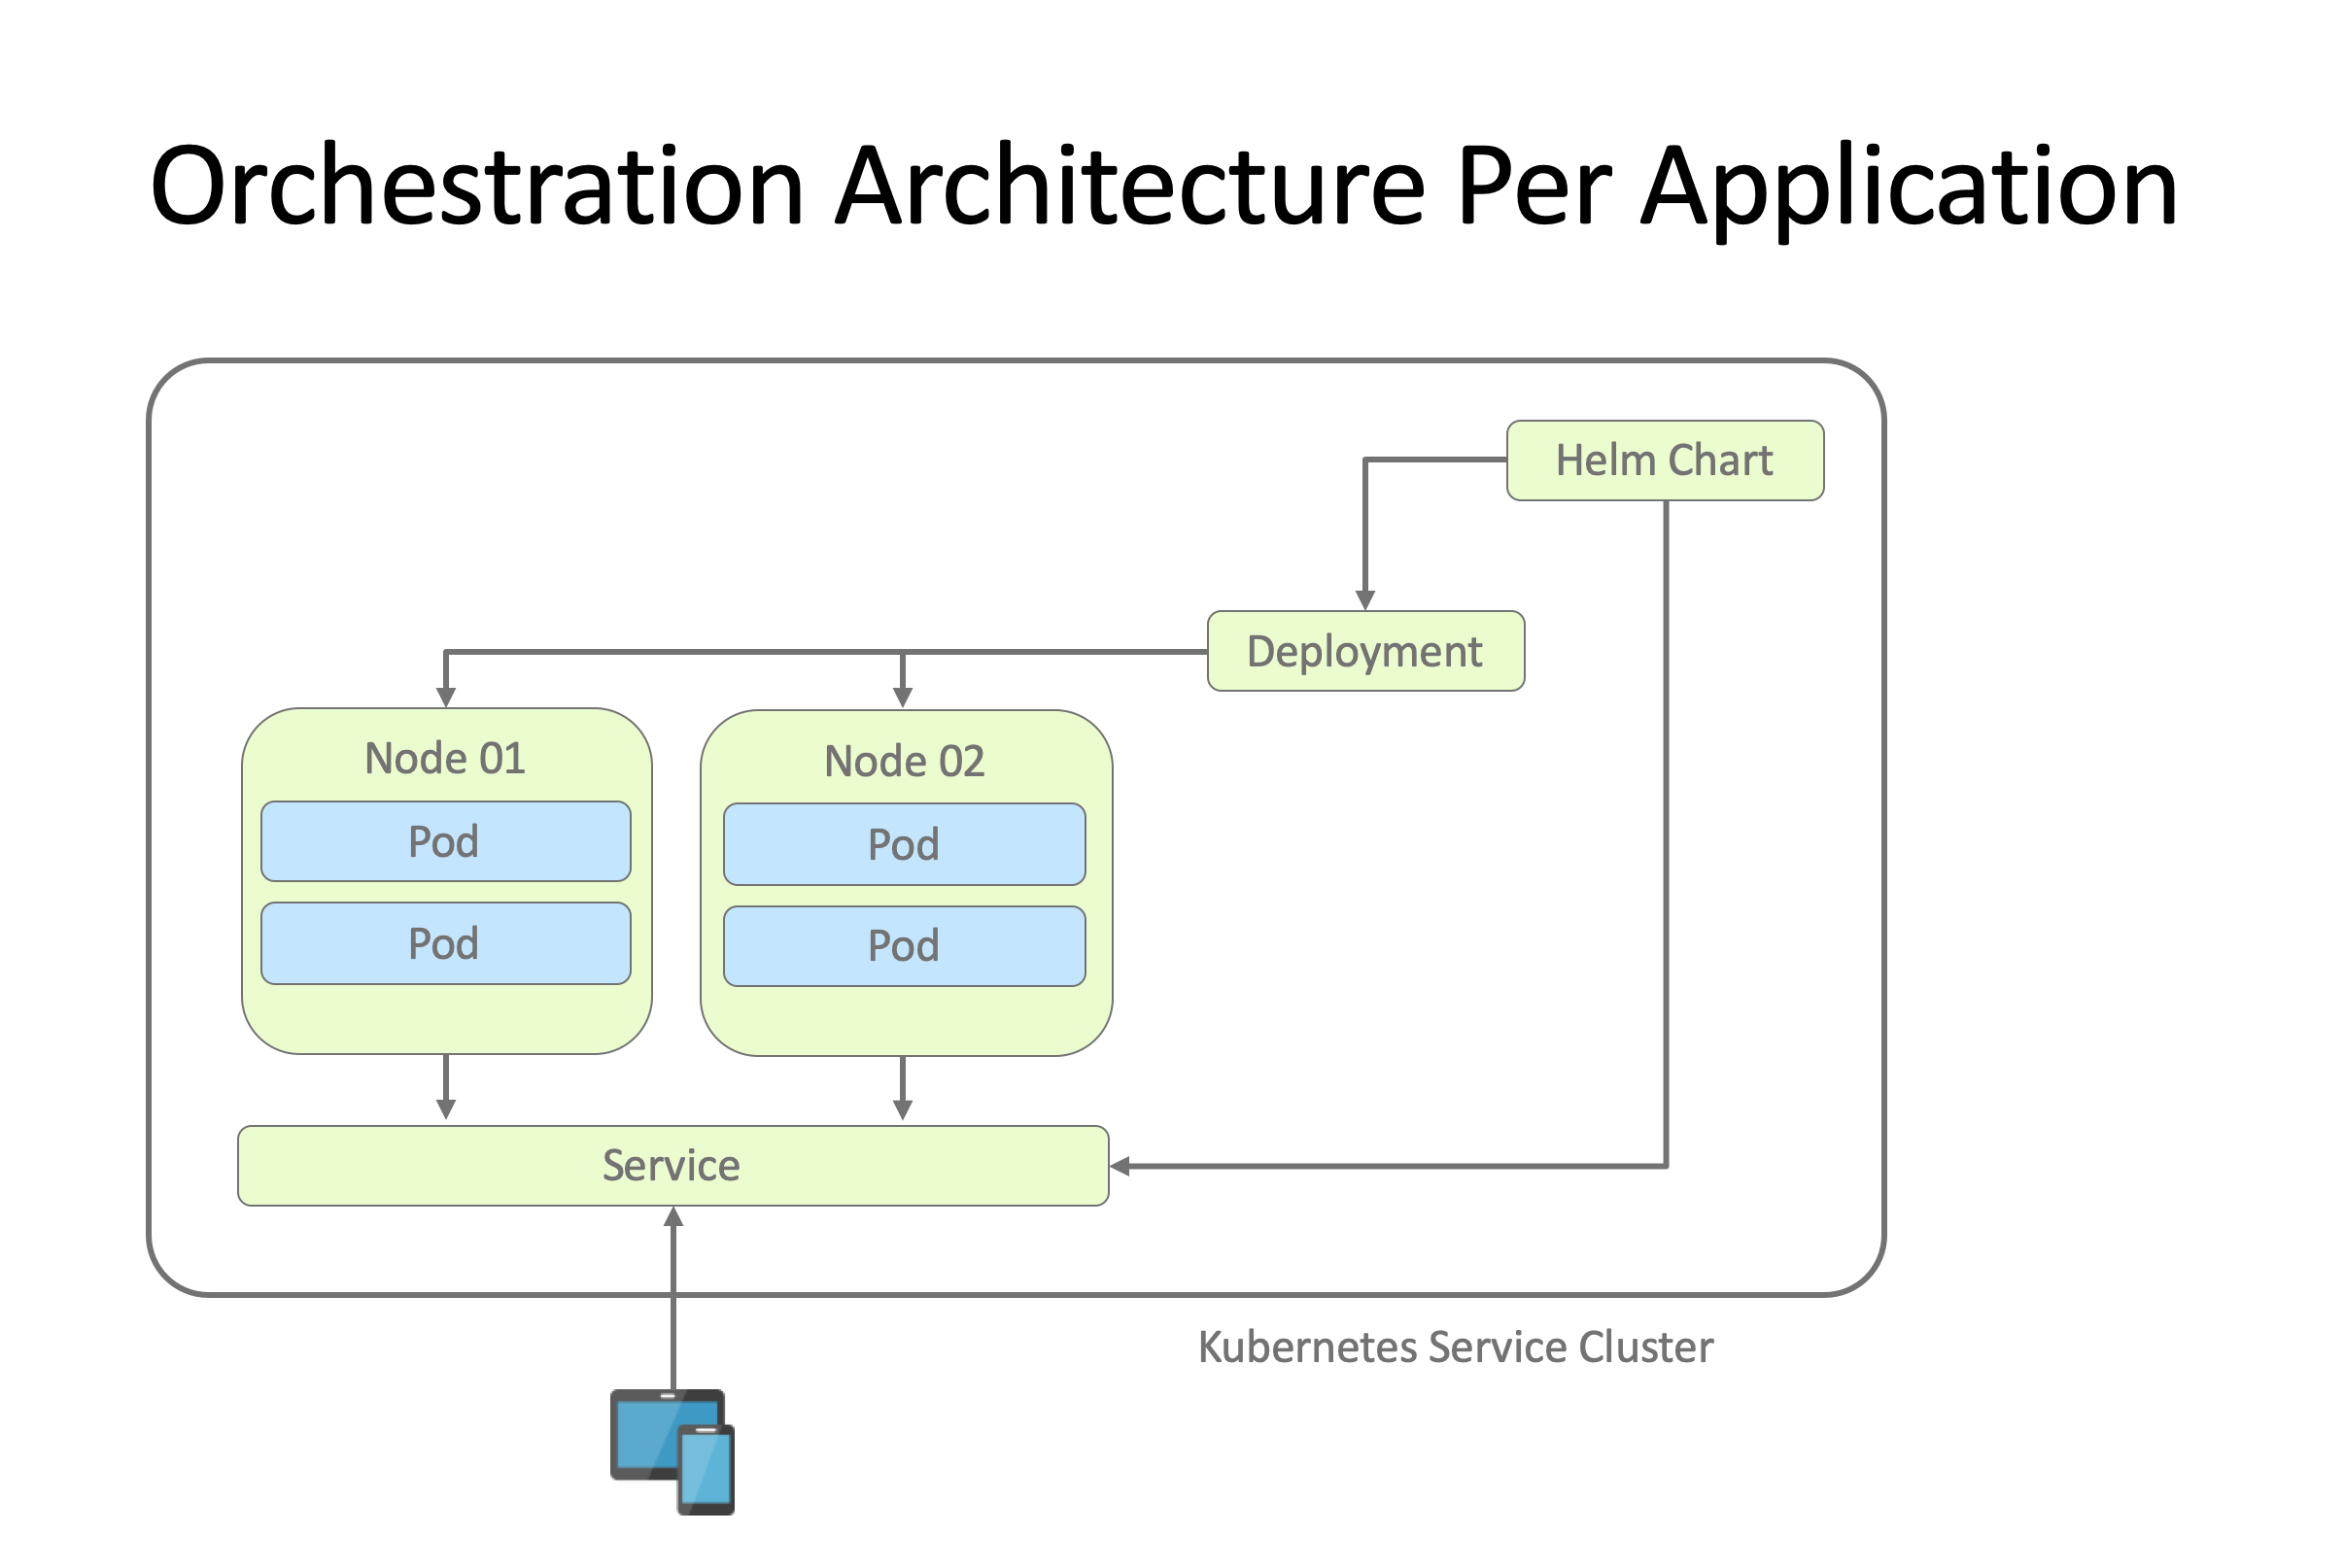 Orchestration Architecture Per Application
Helm Chart
Deployment
Node 01
Pod
Pod
Node 02
Pod
Pod
Service
Kubernetes Service Cluster